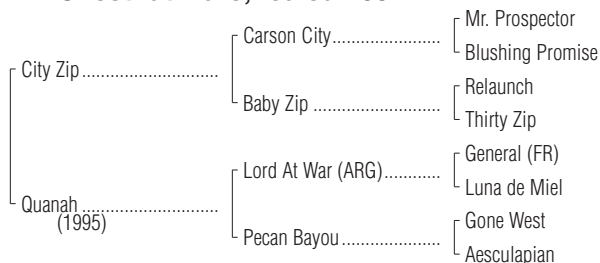 Mr. Prospector
Carson City
Blushing Promise
City Zip
Relaunch
Baby Zip
Thirty Zip
General (FR)
Lord At War (ARG)
Luna de Miel
Quanah
(1995)
Gone West
Pecan Bayou
Aesculapian